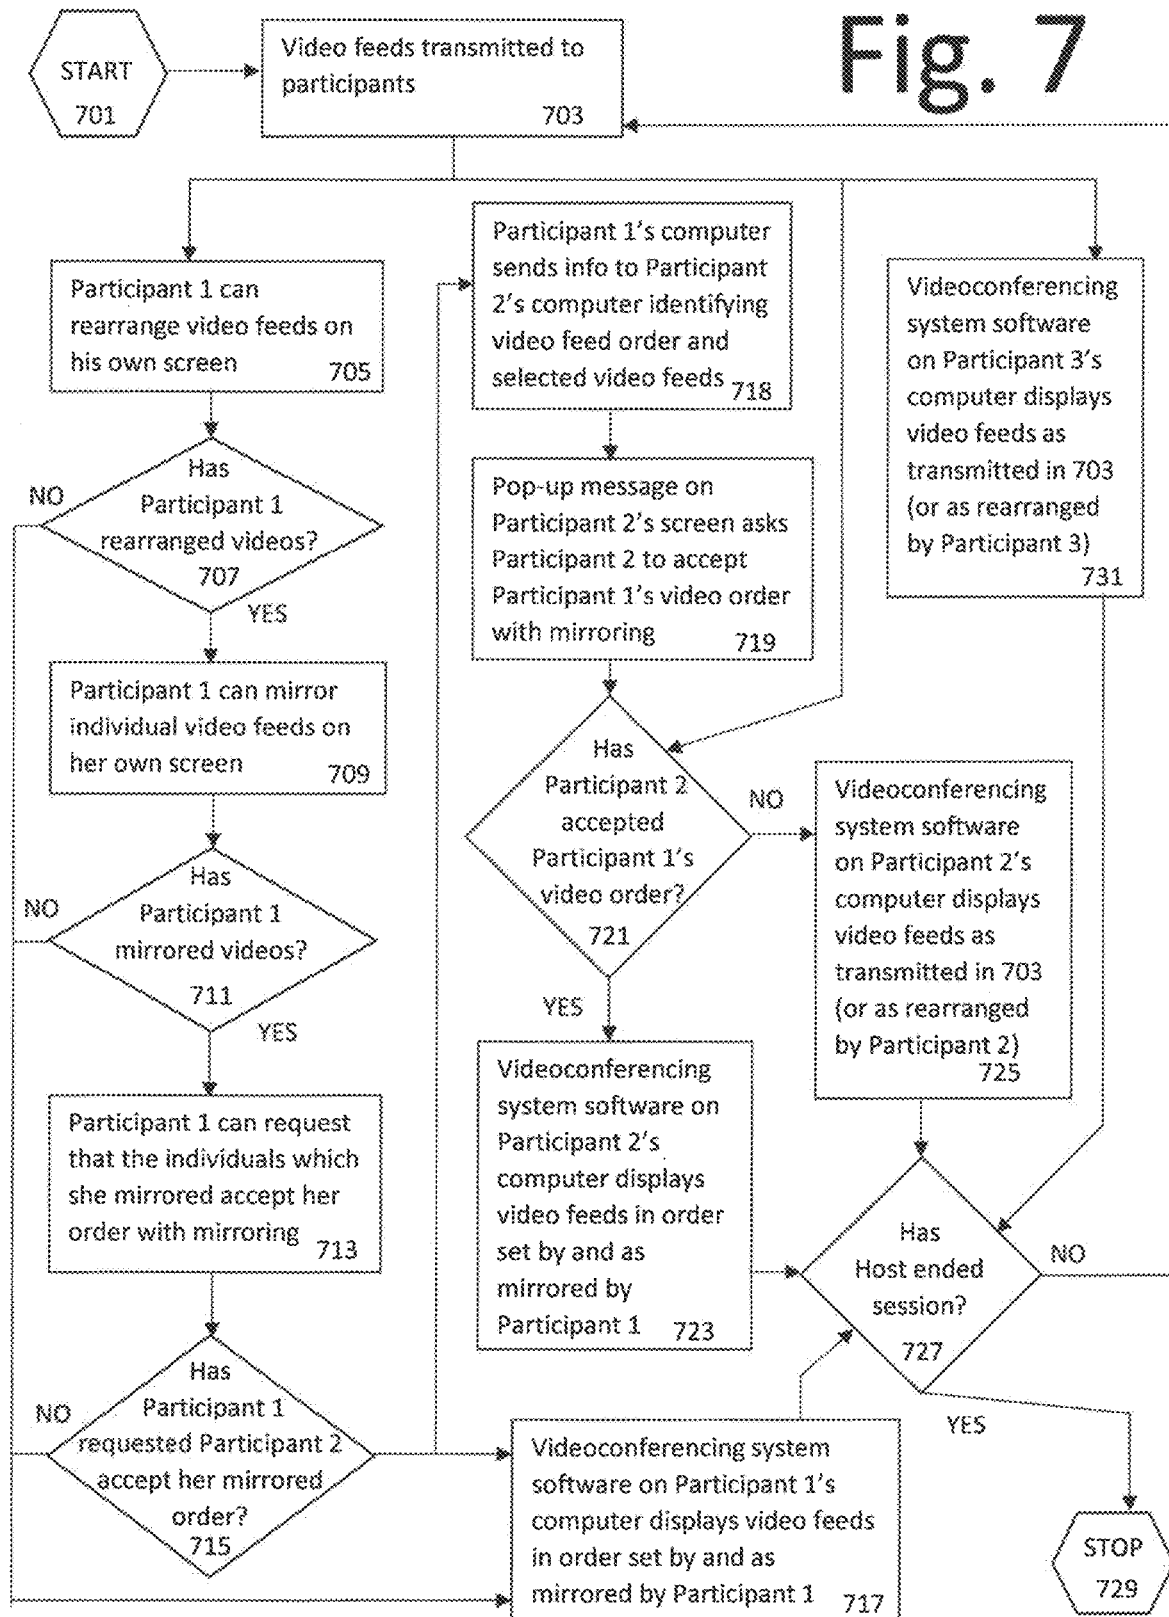 Fig. 7
START
701
Video feeds transmitted to
participants
703
Participant 1 can
rearrange video feeds on
his own screen
705
Has
Participant 1
rearranged videos?
707
NO
YES
Participant 1 can mirror
individual video feeds on
her own screen
709
Has
Participant 1
mirrored videos?
711
NO
YES
Participant 1 can request
that the individuals which
she mirrored accept her
order with mirroring
713
Has
Participant 1
requested Participant 2
accept her mirrored
order?
715
NO
Participant 1's computer
sends info to Participant
2's computer identifying
video feed order and
selected video feeds
718
Pop-up message on
Participant 2's screen asks
Participant 2 to accept
Participant 1's video order
with mirroring
719
Has
Participant 2
accepted
Participant 1's
video order?
721
NO
YES
Videoconferencing
system software on
Participant 2's
computer displays
video feeds in order
set by and as
mirrored by
Participant 1
723
Videoconferencing system
software on Participant 1's
computer displays video feeds
in order set by and as
mirrored by Participant 1
717
Videoconferencing
system software
on Participant 2's
computer displays
video feeds as
transmitted in 703
(or as rearranged
by Participant 2)
725
Videoconferencing
system software
on Participant 3's
computer displays
video feeds as
transmitted in 703
(or as rearranged
by Participant 3)
731
Has
Host ended
session?
727
NO
YES
STOP
729